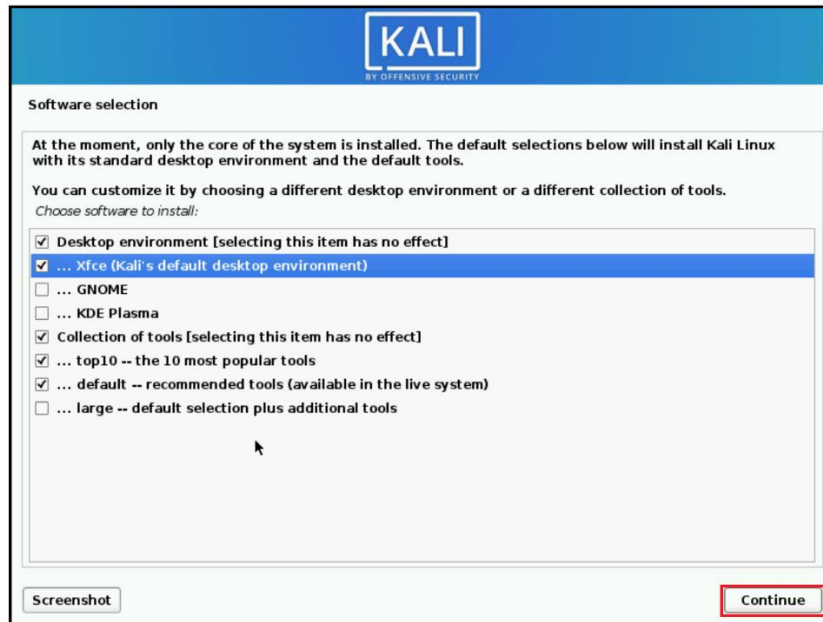 KALI
BY OFFENSIVE SECURITY
Software selection
At the moment, only the core of the system is installed. The default selections below will install Kali Linux
with its standard desktop environment and the default tools.
You can customize it by choosing a different desktop environment or a different collection of tools.
Choose software to install:
Desktop environment [selecting this item has no effect]
... Xfce (Kali's default desktop environment)
... GNOME
... KDE Plasma
Collection of tools [selecting this item has no effect]
... top10 -- the 10 most popular tools
... default -- recommended tools (available in the live system)
... large -- default selection plus additional tools
Screenshot
Continue